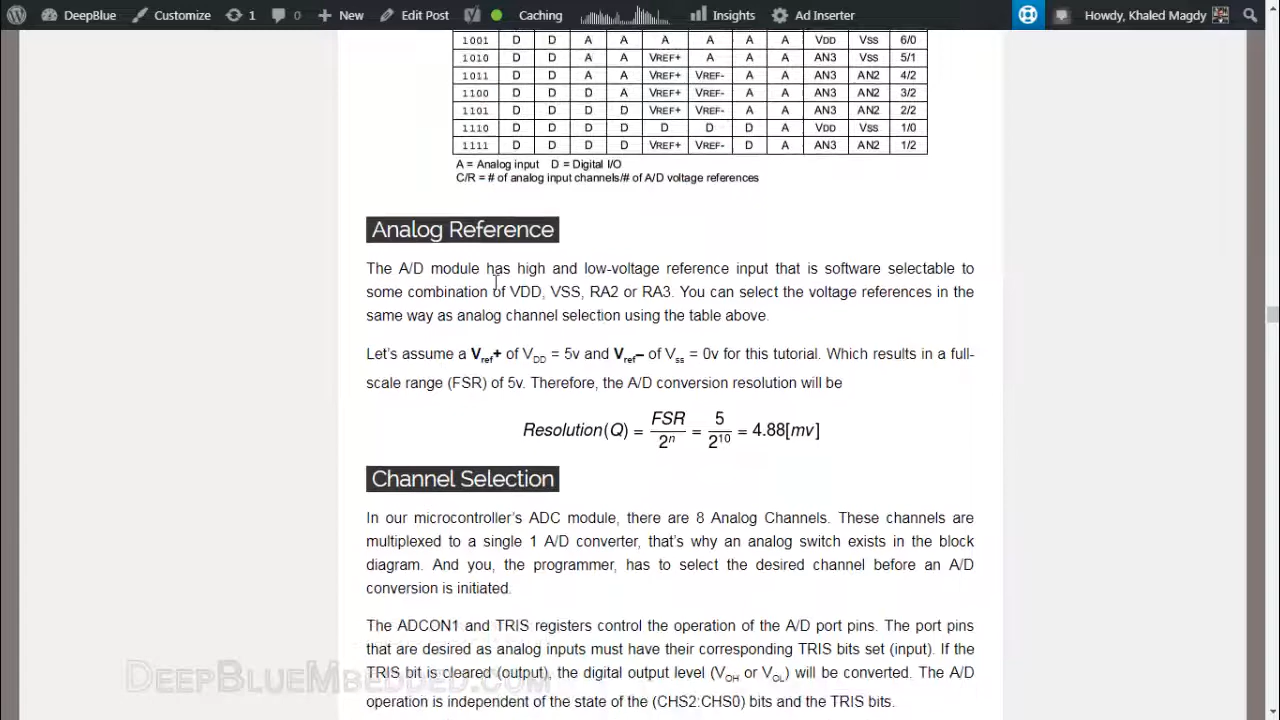 DeepBlue Customize 1 0 New Edit Post Caching Insights Ad Inserter Howdy, Khaled Magdy
1001 D D A A A A A A VDD VSS 6/0
1010 D D A A VREF+ A A A AN3 VSS 5/1
1011 D D A A VREF+ VREF- A A AN3 AN2 4/2
1100 D D D A VREF+ VREF- A A AN3 AN2 3/2
1101 D D D D VREF+ VREF- A A AN3 AN2 2/2
1110 D D D D D D D A VDD VSS 1/0
1111 D D D D VREF+ VREF- D A AN3 AN2 1/2
A = Analog input D = Digital I/O
C/R = # of analog input channels/# of A/D voltage references
Analog Reference
The A/D module has high and low-voltage reference input that is software selectable to
some combination of VDD, VSS, RA2 or RA3. You can select the voltage references in the
same way as analog channel selection using the table above.
Let's assume a Vref+ of VDD = 5v and Vref– of Vss = 0v for this tutorial. Which results in a full-
scale range (FSR) of 5v. Therefore, the A/D conversion resolution will be
Resolution(Q) = FSR/2^n = 5/2^10 = 4.88[mv]
Channel Selection
In our microcontroller's ADC module, there are 8 Analog Channels. These channels are
multiplexed to a single 1 A/D converter, that's why an analog switch exists in the block
diagram. And you, the programmer, has to select the desired channel before an A/D
conversion is initiated.
The ADCON1 and TRIS registers control the operation of the A/D port pins. The port pins
that are desired as analog inputs must have their corresponding TRIS bits set (input). If the
TRIS bit is cleared (output), the digital output level (VOH or VOL) will be converted. The A/D
operation is independent of the state of the (CHS2:CHS0) bits and the TRIS bits.
DEEPBLUEMBEDDED.COM